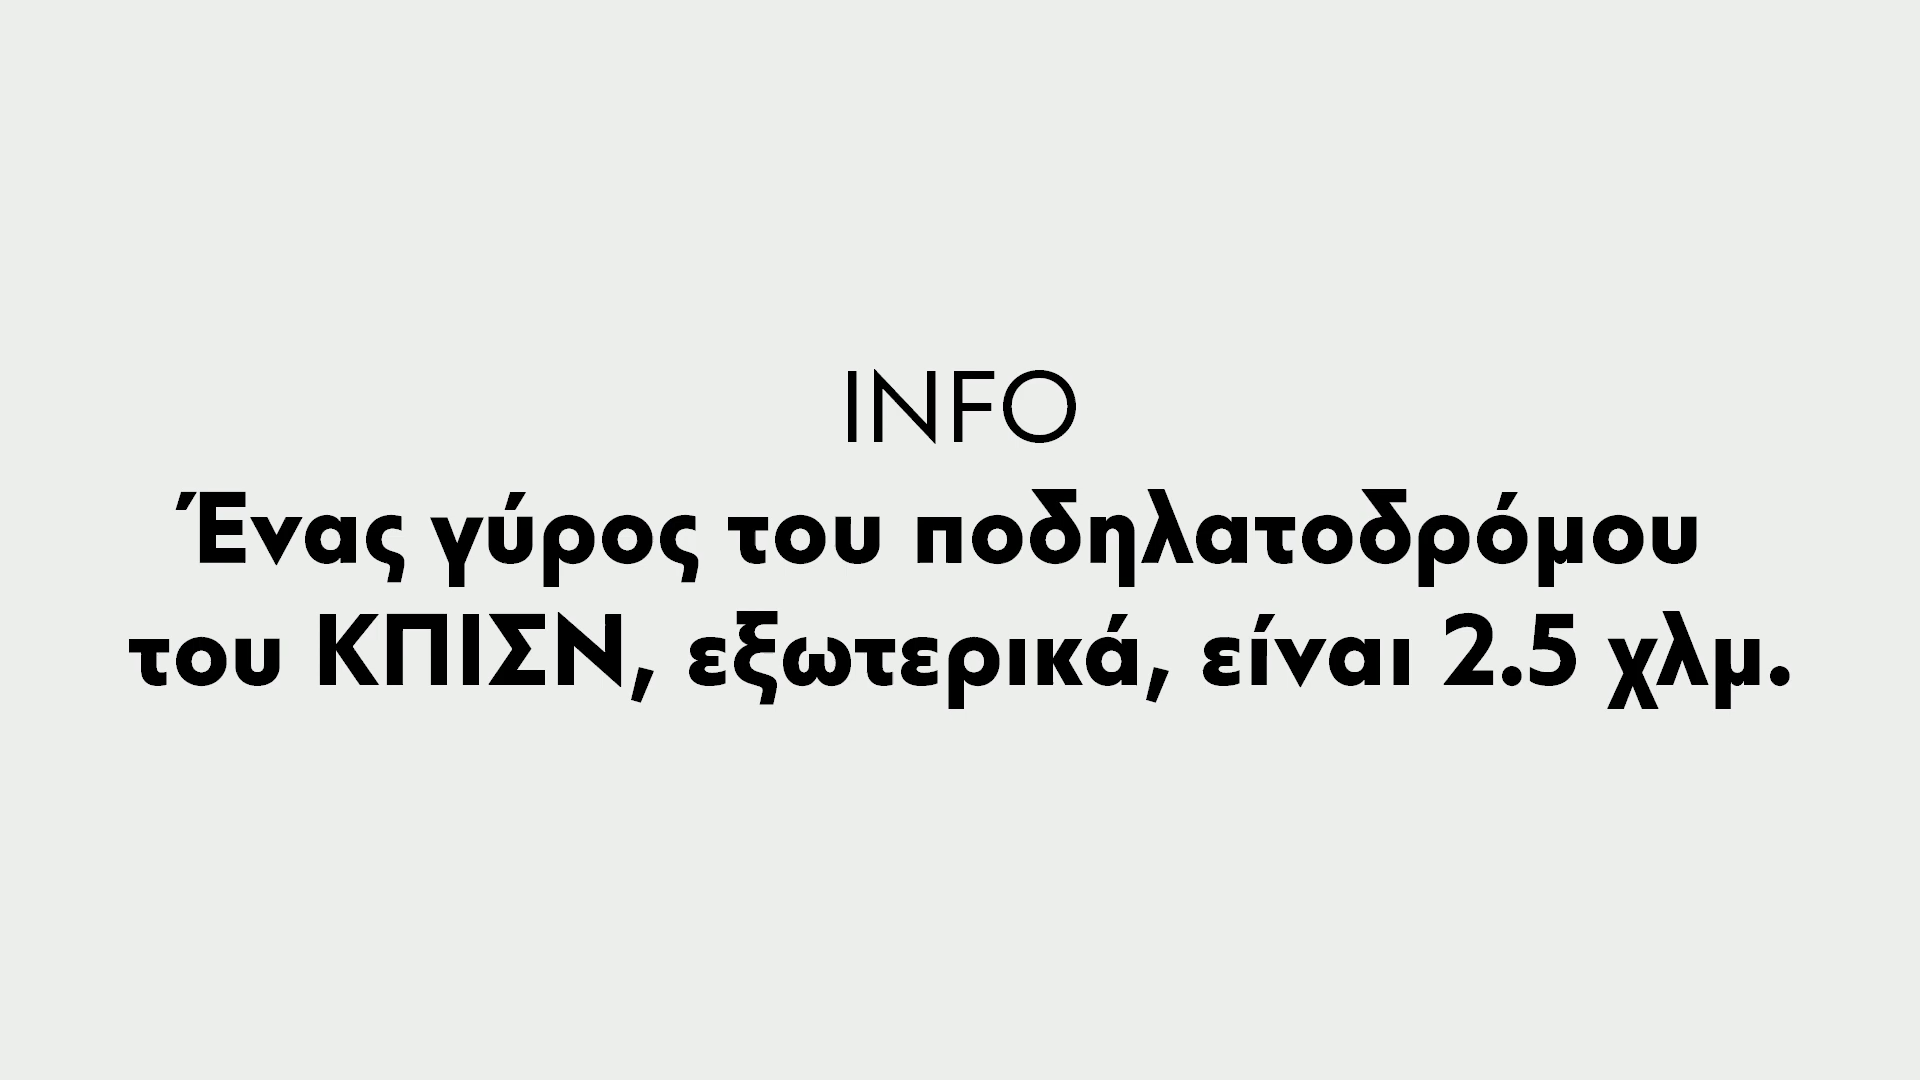 INFO
Ένας γύρος του ποδηλατοδρόμου
του ΚΠΙΣΝ, εξωτερικά, είναι 2.5 χλμ.